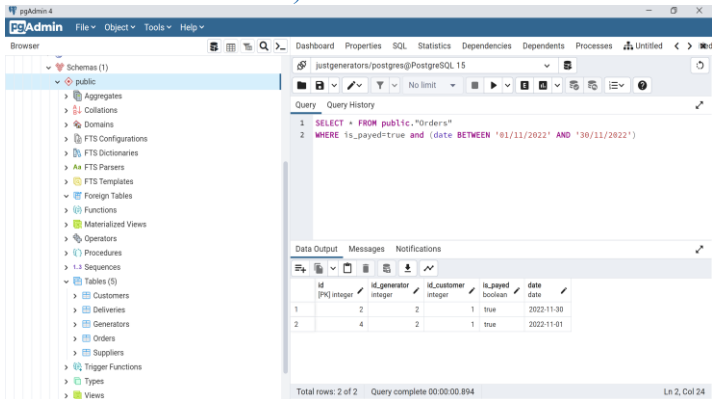 pgAdmin 4
pgAdmin File Object Tools Help
Browser
Dashboard Properties SQL Statistics Dependencies Dependents Processes Untitled
Schemas (1)
public
Aggregates
Collations
Domains
FTS Configurations
FTS Dictionaries
FTS Parsers
FTS Templates
Foreign Tables
Functions
Materialized Views
Operators
Procedures
1..3 Sequences
Tables (5)
Customers
Deliveries
Generators
Orders
Suppliers
Trigger Functions
Types
Views
justgenerators/postgres@PostgreSQL 15
No limit
Query Query History
1 SELECT * FROM public."Orders"
2 WHERE is_payed=true and (date BETWEEN '01/11/2022' AND '30/11/2022')
Data Output Messages Notifications
id id_generator id_customer is_payed date
[PK] integer integer integer boolean date
1 2 2 1 true 2022-11-30
2 4 2 1 true 2022-11-01
Total rows: 2 of 2 Query complete 00:00:00.894 Ln 2, Col 24